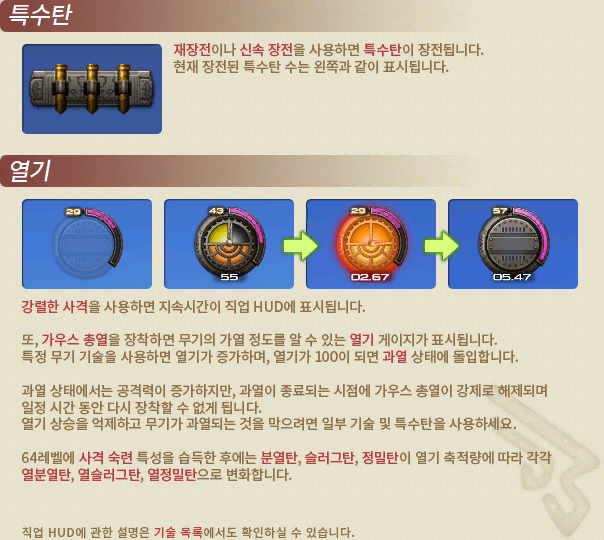 특수탄
재장전이나 신속 장전을 사용하면 특수탄이 장전됩니다.
현재 장전된 특수탄 수는 왼쪽과 같이 표시됩니다.
열기
29 43 29 57
55 02.67 05.47
강렬한 사격을 사용하면 지속시간이 직업 HUD에 표시됩니다.
또, 가우스 총열을 장착하면 무기의 가열 정도를 알 수 있는 열기 게이지가 표시됩니다.
특정 무기 기술을 사용하면 열기가 증가하며, 열기가 100이 되면 과열 상태에 돌입합니다.
과열 상태에서는 공격력이 증가하지만, 과열이 종료되는 시점에 가우스 총열이 강제로 해제되며
일정 시간 동안 다시 장착할 수 없게 됩니다.
열기 상승을 억제하고 무기가 과열되는 것을 막으려면 일부 기술 및 특수탄을 사용하세요.
64레벨에 사격 숙련 특성을 습득한 후에는 분열탄, 슬러그탄, 정밀탄이 열기 축적량에 따라 각각
열분열탄, 열슬러그탄, 열정밀탄으로 변화합니다.
직업 HUD에 관한 설명은 기술 목록에서도 확인하실 수 있습니다.